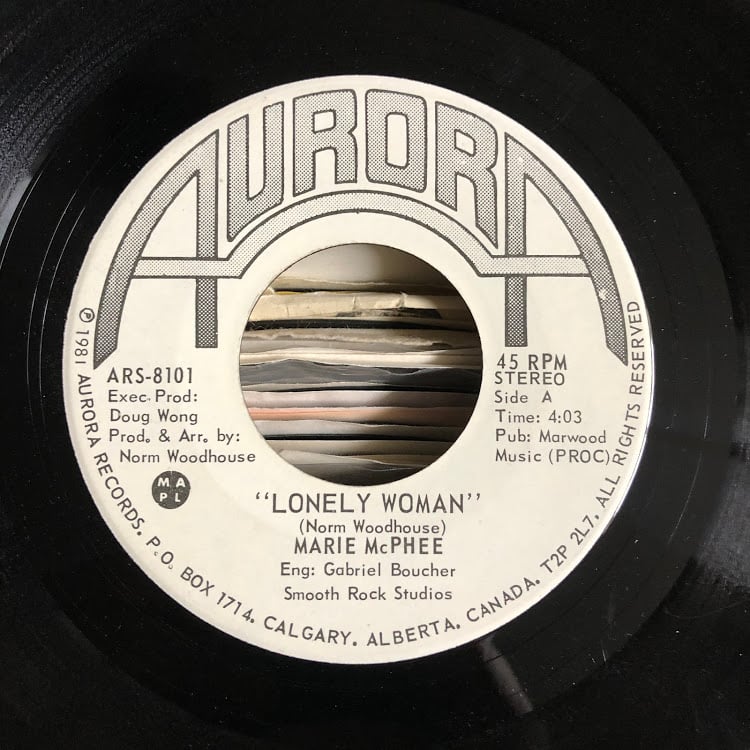 AURORA
ARS-8101
Exec. Prod:
Doug Wong
Prod. & Arr. by:
Norm Woodhouse
MA
PL
45 RPM
STEREO
Side A
Time: 4:03
Pub: Marwood
Music (PROC)
"LONELY WOMAN"
(Norm Woodhouse)
MARIE McPHEE
Eng: Gabriel Boucher
Smooth Rock Studios
℗ 1981 AURORA RECORDS. P.O. BOX 1714. CALGARY. ALBERTA. CANADA. T2P 2L7. ALL RIGHTS RESERVED